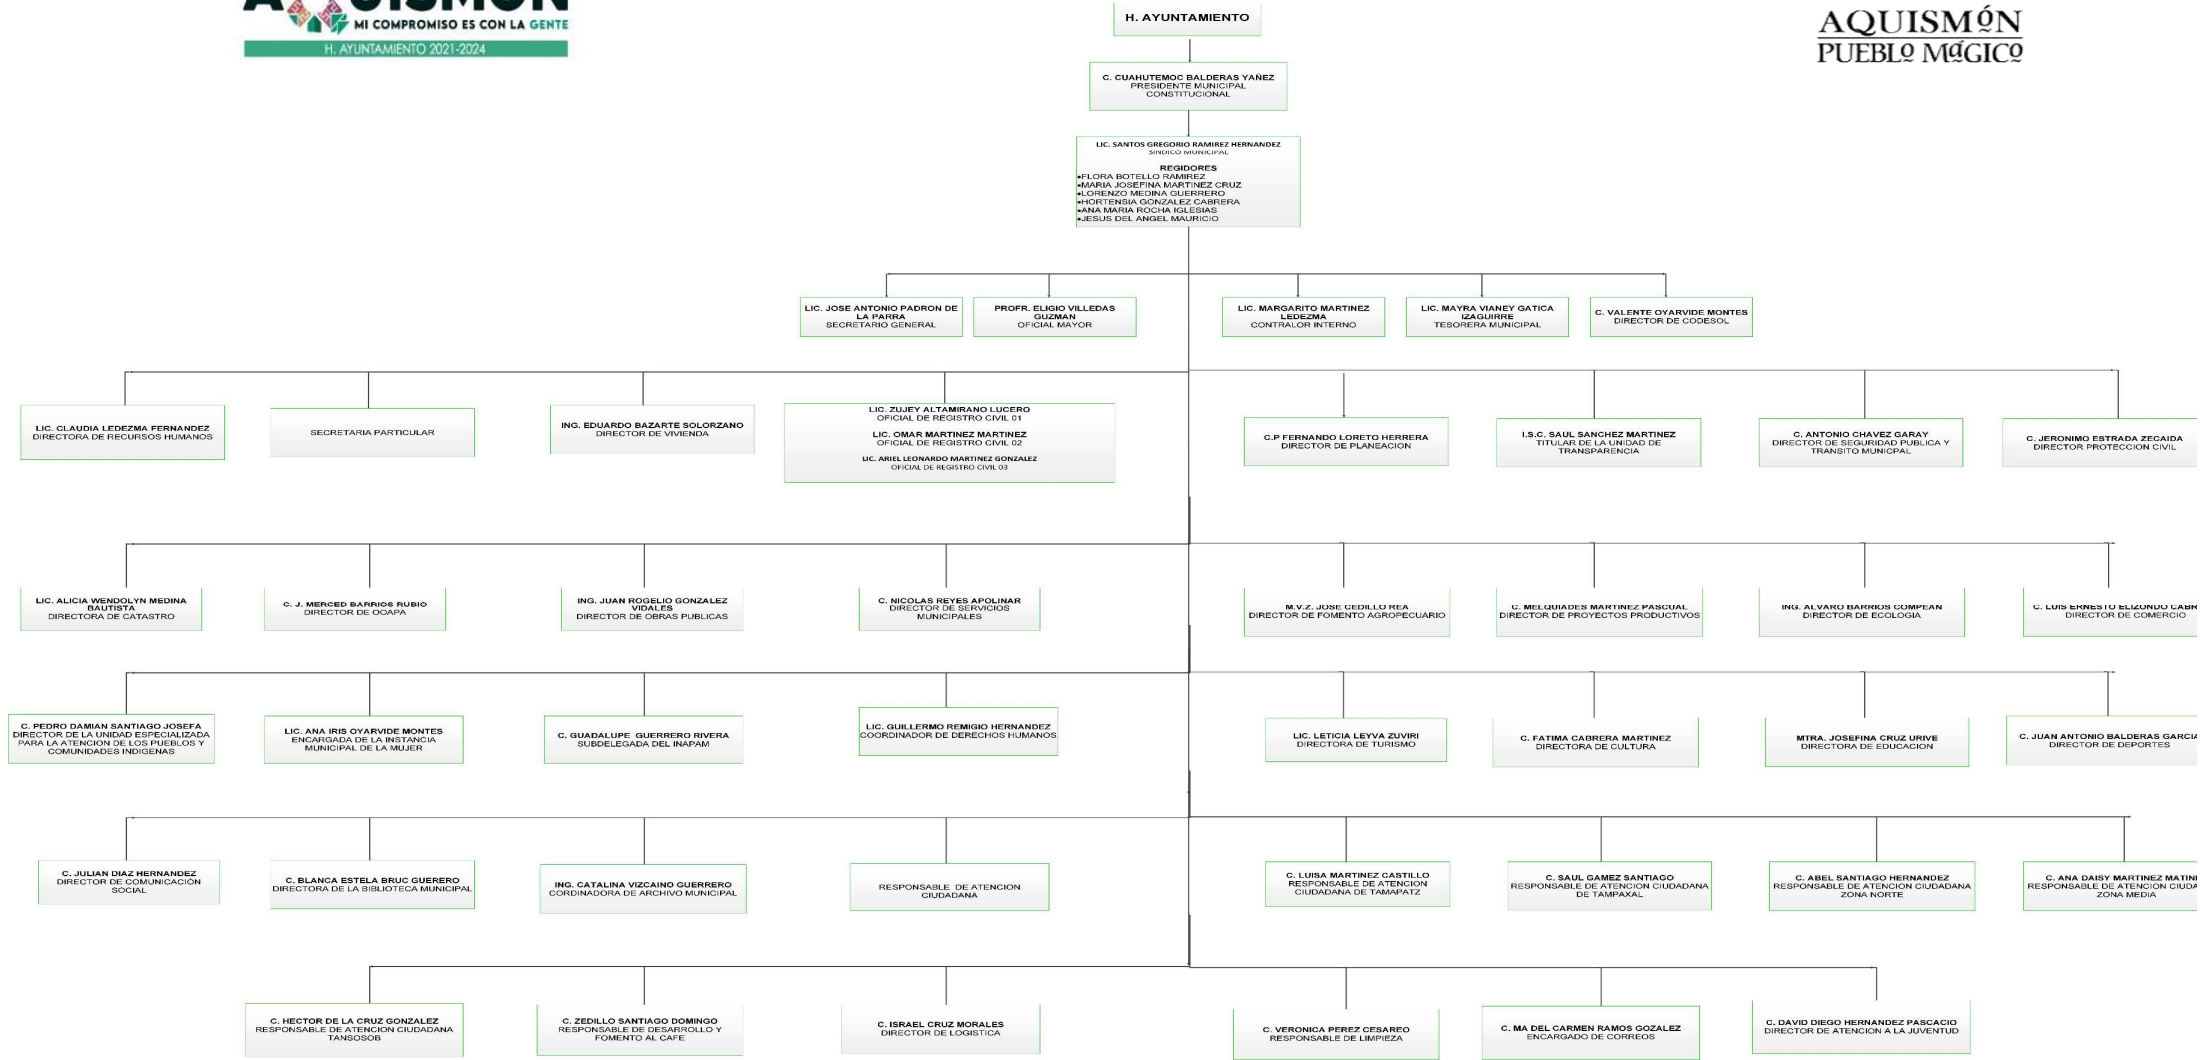 AQUISMÓN
MI COMPROMISO ES CON LA GENTE
H. AYUNTAMIENTO 2021-2024
H. AYUNTAMIENTO
AQUISMÓN
PUEBLO MÁGICO
C. CUAHUTEMOC BALDERAS YAÑEZ
PRESIDENTE MUNICIPAL
CONSTITUCIONAL
LIC. SANTOS GREGORIO RAMIREZ HERNANDEZ
SINDICO MUNICIPAL
REGIDORES
•FLORA BOTELLO RAMIREZ
•MARIA JOSEFINA MARTINEZ CRUZ
•LORENZO MEDINA GUERRERO
•HORTENSIA GONZALEZ CABRERA
•ANA MARIA ROCHA IGLESIAS
•JESUS DEL ANGEL MAURICIO
LIC. JOSE ANTONIO PADRON DE
LA PARRA
SECRETARIO GENERAL
PROFR. ELIGIO VILLEDAS
GUZMAN
OFICIAL MAYOR
LIC. MARGARITO MARTINEZ
LEDEZMA
CONTRALOR INTERNO
LIC. MAYRA VIANEY GATICA
IZAGUIRRE
TESORERA MUNICIPAL
C. VALENTE OYARVIDE MONTES
DIRECTOR DE CODESOL
LIC. CLAUDIA LEDEZMA FERNANDEZ
DIRECTORA DE RECURSOS HUMANOS
SECRETARIA PARTICULAR
ING. EDUARDO BAZARTE SOLORZANO
DIRECTOR DE VIVIENDA
LIC. ZUJEY ALTAMIRANO LUCERO
OFICIAL DE REGISTRO CIVIL 01
LIC. OMAR MARTINEZ MARTINEZ
OFICIAL DE REGISTRO CIVIL 02
LIC. ARIEL LEONARDO MARTINEZ GONZALEZ
OFICIAL DE REGISTRO CIVIL 03
C.P FERNANDO LORETO HERRERA
DIRECTOR DE PLANEACION
I.S.C. SAUL SANCHEZ MARTINEZ
TITULAR DE LA UNIDAD DE
TRANSPARENCIA
C. ANTONIO CHAVEZ GARAY
DIRECTOR DE SEGURIDAD PUBLICA Y
TRANSITO MUNICPAL
C. JERONIMO ESTRADA ZECAIDA
DIRECTOR PROTECCION CIVIL
LIC. ALICIA WENDOLYN MEDINA
BAUTISTA
DIRECTORA DE CATASTRO
C. J. MERCED BARRIOS RUBIO
DIRECTOR DE OOAPA
ING. JUAN ROGELIO GONZALEZ
VIDALES
DIRECTOR DE OBRAS PUBLICAS
C. NICOLAS REYES APOLINAR
DIRECTOR DE SERVICIOS
MUNICIPALES
M.V.Z. JOSE CEDILLO REA
DIRECTOR DE FOMENTO AGROPECUARIO
C. MELQUIADES MARTINEZ PASCUAL
DIRECTOR DE PROYECTOS PRODUCTIVOS
ING. ALVARO BARRIOS COMPEAN
DIRECTOR DE ECOLOGIA
C. LUIS ERNESTO ELIZONDO CABR
DIRECTOR DE COMERCIO
C. PEDRO DAMIAN SANTIAGO JOSEFA
DIRECTOR DE LA UNIDAD ESPECIALIZADA
PARA LA ATENCION DE LOS PUEBLOS Y
COMUNIDADES INDIGENAS
LIC. ANA IRIS OYARVIDE MONTES
ENCARGADA DE LA INSTANCIA
MUNICIPAL DE LA MUJER
C. GUADALUPE GUERRERO RIVERA
SUBDELEGADA DEL INAPAM
LIC. GUILLERMO REMIGIO HERNANDEZ
COORDINADOR DE DERECHOS HUMANOS
LIC. LETICIA LEYVA ZUVIRI
DIRECTORA DE TURISMO
C. FATIMA CABRERA MARTINEZ
DIRECTORA DE CULTURA
MTRA. JOSEFINA CRUZ URIVE
DIRECTORA DE EDUCACION
C. JUAN ANTONIO BALDERAS GARCIA
DIRECTOR DE DEPORTES
C. JULIAN DIAZ HERNANDEZ
DIRECTOR DE COMUNICACIÓN
SOCIAL
C. BLANCA ESTELA BRUC GUERERO
DIRECTORA DE LA BIBLIOTECA MUNICIPAL
ING. CATALINA VIZCAINO GUERRERO
CORDINADORA DE ARCHIVO MUNICIPAL
RESPONSABLE DE ATENCION
CIUDADANA
C. LUISA MARTINEZ CASTILLO
RESPONSABLE DE ATENCION
CIUDADANA DE TAMAPATZ
C. SAUL GAMEZ SANTIAGO
RESPONSABLE DE ATENCION CIUDADANA
DE TAMPAXAL
C. ABEL SANTIAGO HERNANDEZ
RESPONSABLE DE ATENCION CIUDADANA
ZONA NORTE
C. ANA DAISY MARTINEZ MATIN
RESPONSABLE DE ATENCION CIUDA
ZONA MEDIA
C. HECTOR DE LA CRUZ GONZALEZ
RESPONSABLE DE ATENCION CIUDADANA
TANSOSOB
C. ZEDILLO SANTIAGO DOMINGO
RESPONSABLE DE DESARROLLO Y
FOMENTO AL CAFE
C. ISRAEL CRUZ MORALES
DIRECTOR DE LOGISTICA
C. VERONICA PEREZ CESAREO
RESPONSABLE DE LIMPIEZA
C. MA DEL CARMEN RAMOS GOZALEZ
ENCARGADO DE CORREOS
C. DAVID DIEGO HERNANDEZ PASCACIO
DIRECTOR DE ATENCION A LA JUVENTUD